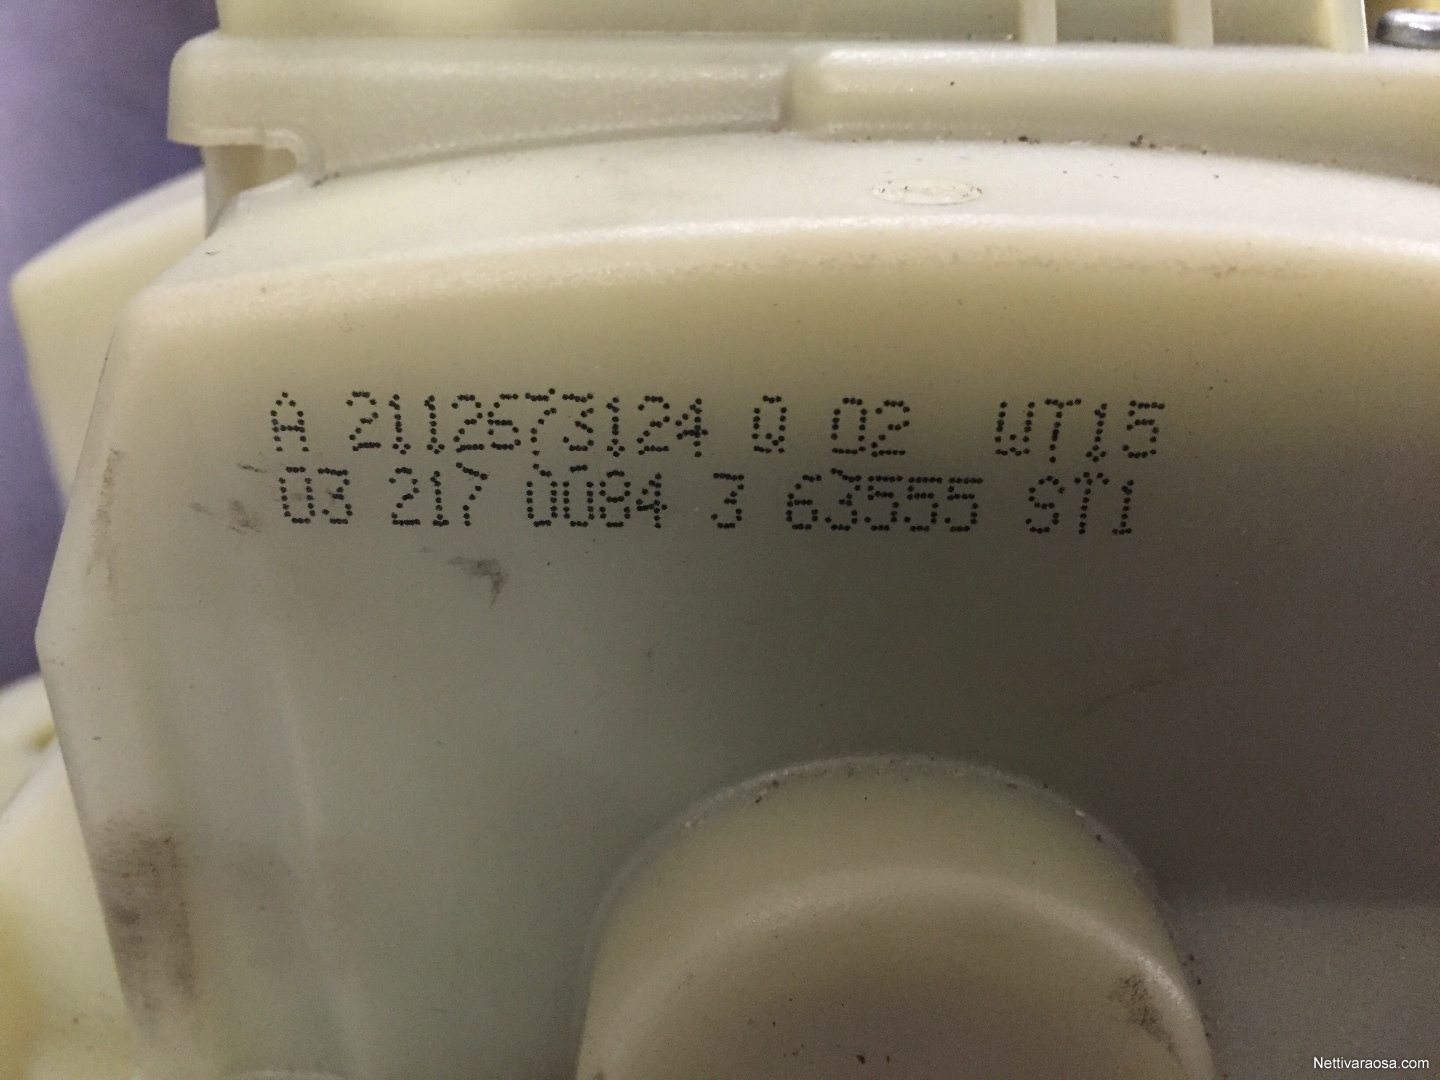 A 2112673124 Q 02 WT15
03 217 0084 3 63555 ST1
Nettivaraosa.com